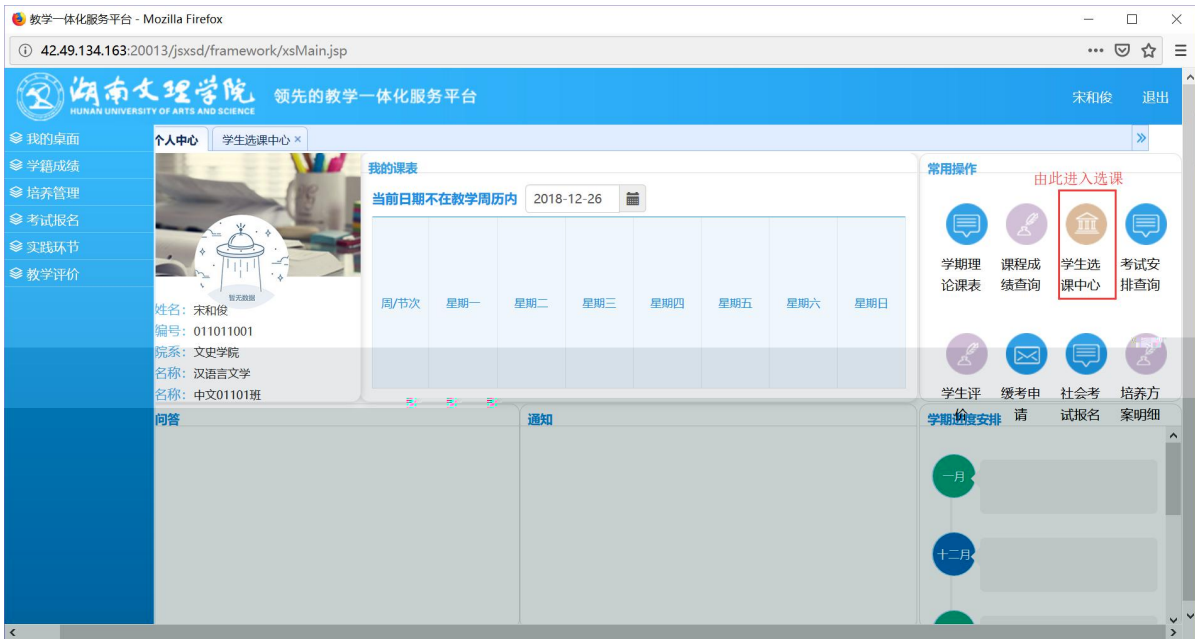 教学一体化服务平台 - Mozilla Firefox
42.49.134.163:20013/jsxsd/framework/xsMain.jsp
湖南文理学院
HUNAN UNIVERSITY OF ARTS AND SCIENCE
领先的教学一体化服务平台
宋和俊 退出
我的桌面
学籍成绩
培养管理
考试报名
实践环节
教学评价
个人中心 学生选课中心 ×
暂无数据
姓名：宋和俊
编号：011011001
院系：文史学院
名称：汉语言文学
名称：中文01101班
我的课表
当前日期不在教学周历内 2018-12-26
周/节次 星期一 星期二 星期三 星期四 星期五 星期六 星期日
常用操作
由此进入选课
学期理论课表
课程成绩查询
学生选课中心
考试安排查询
学生评价
缓考申请
社会考试报名
培养方案明细
问答
通知
学期进度安排
一月
十二月